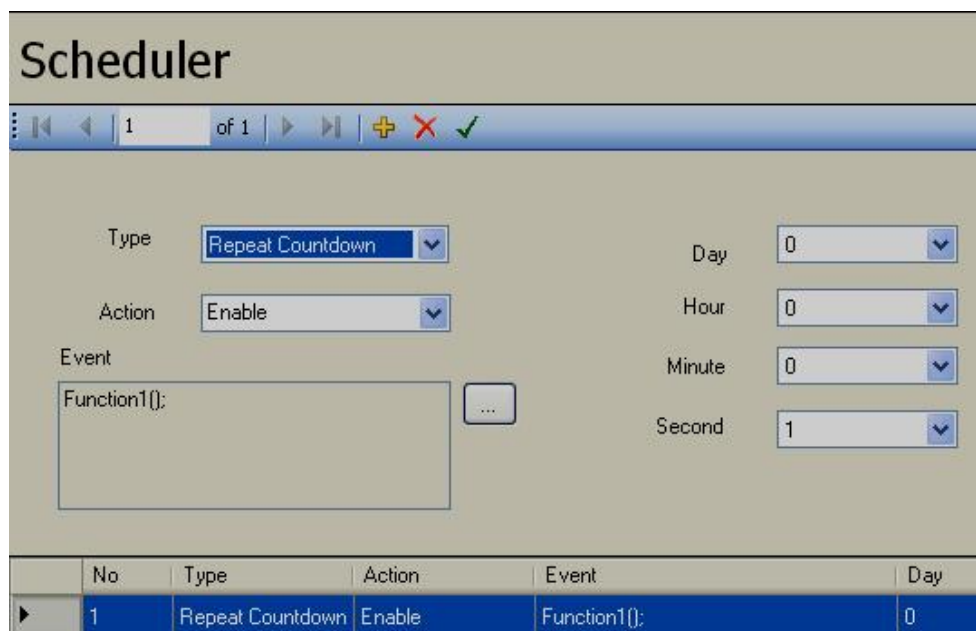 Scheduler
1 of 1
Type Repeat Countdown
Day 0
Action Enable
Hour 0
Event
Minute 0
Function1();
...
Second 1
No Type Action Event Day
1 Repeat Countdown Enable Function1(); 0